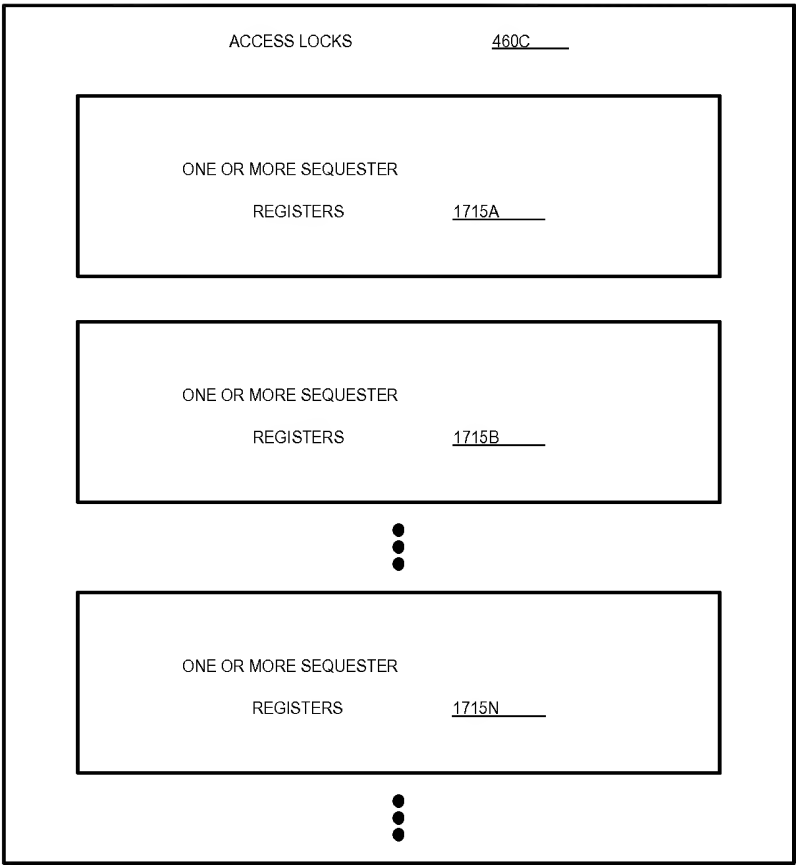 ACCESS LOCKS 460C
ONE OR MORE SEQUESTER
REGISTERS 1715A
ONE OR MORE SEQUESTER
REGISTERS 1715B
ONE OR MORE SEQUESTER
REGISTERS 1715N